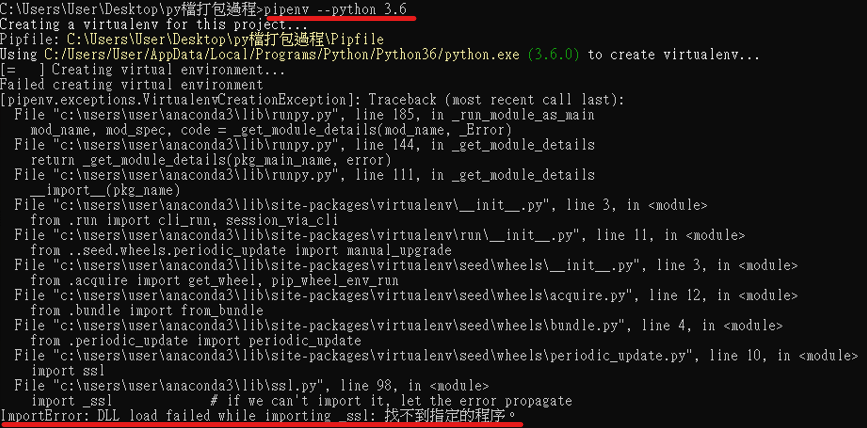 C:\Users\User\Desktop\py檔打包過程>pipenv --python 3.6
Creating a virtualenv for this project...
Pipfile: C:\Users\User\Desktop\py檔打包過程\Pipfile
Using C:/Users/User/AppData/Local/Programs/Python/Python36/python.exe (3.6.0) to create virtualenv...
[=   ] Creating virtual environment...
Failed creating virtual environment
[pipenv.exceptions.VirtualenvCreationException]: Traceback (most recent call last):
  File "c:\users\user\anaconda3\lib\runpy.py", line 185, in _run_module_as_main
    mod_name, mod_spec, code = _get_module_details(mod_name, _Error)
  File "c:\users\user\anaconda3\lib\runpy.py", line 144, in _get_module_details
    return _get_module_details(pkg_main_name, error)
  File "c:\users\user\anaconda3\lib\runpy.py", line 111, in _get_module_details
    __import__(pkg_name)
  File "c:\users\user\anaconda3\lib\site-packages\virtualenv\__init__.py", line 3, in <module>
    from .run import cli_run, session_via_cli
  File "c:\users\user\anaconda3\lib\site-packages\virtualenv\run\__init__.py", line 11, in <module>
    from ..seed.wheels.periodic_update import manual_upgrade
  File "c:\users\user\anaconda3\lib\site-packages\virtualenv\seed\wheels\__init__.py", line 3, in <module>
    from .acquire import get_wheel, pip_wheel_env_run
  File "c:\users\user\anaconda3\lib\site-packages\virtualenv\seed\wheels\acquire.py", line 12, in <module>
    from .bundle import from_bundle
  File "c:\users\user\anaconda3\lib\site-packages\virtualenv\seed\wheels\bundle.py", line 4, in <module>
    from .periodic_update import periodic_update
  File "c:\users\user\anaconda3\lib\site-packages\virtualenv\seed\wheels\periodic_update.py", line 10, in <module>
    import ssl
  File "c:\users\user\anaconda3\lib\ssl.py", line 98, in <module>
    import _ssl             # if we can't import it, let the error propagate
ImportError: DLL load failed while importing _ssl: 找不到指定的程序。